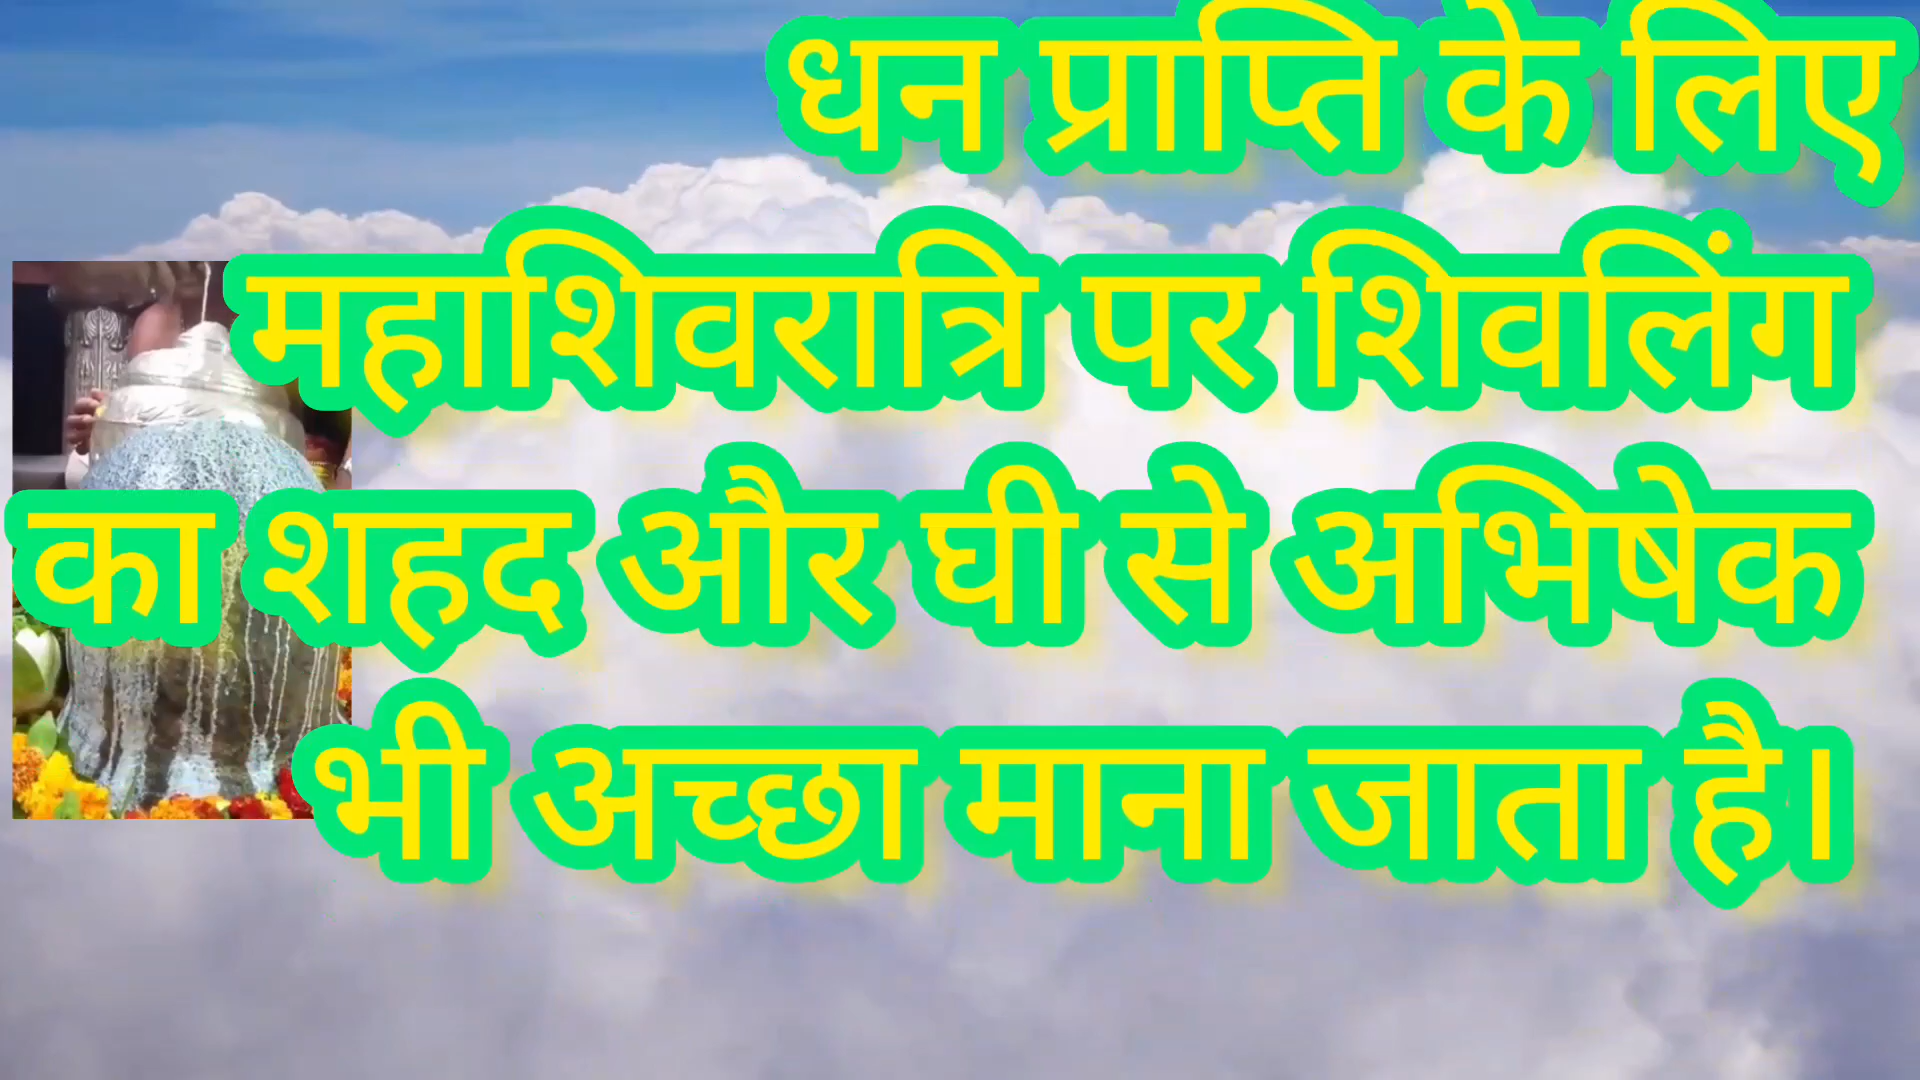 धन प्राप्ति के लिए
महाशिवरात्रि पर शिवलिंग
का शहद और घी से अभिषेक
भी अच्छा माना जाता है।